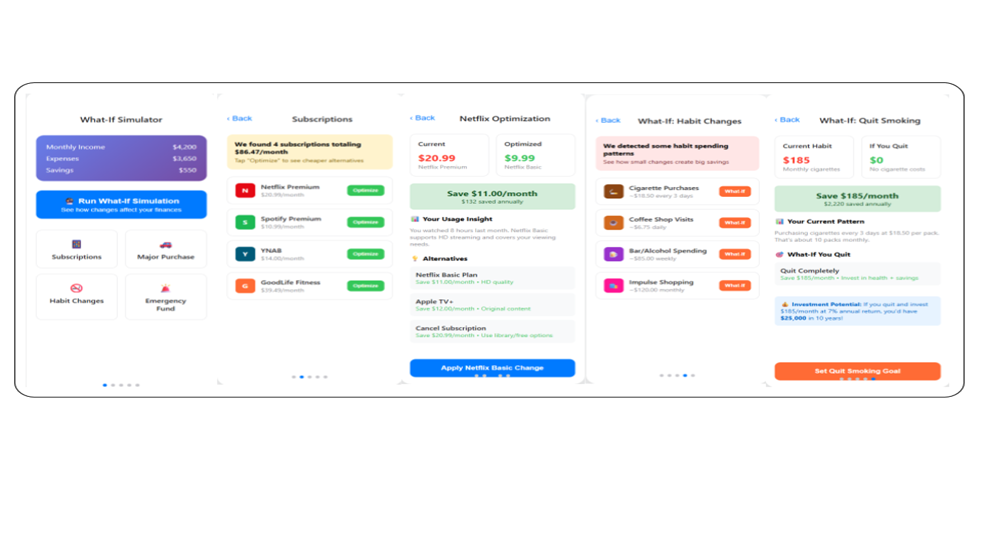 What-If Simulator
Monthly Income $4,200
Expenses $3,650
Savings $550
Run What-If Simulation
See how changes affect your finances
Subscriptions
Major Purchase
Habit Changes
Emergency
Fund
‹ Back
Subscriptions
We found 4 subscriptions totaling
$86.47/month
Tap "Optimize" to see cheaper alternatives
N
Netflix Premium
$20.99/month
Optimize
S
Spotify Premium
$10.99/month
Optimize
Y
YNAB
$14.00/month
Optimize
G
GoodLife Fitness
$39.49/month
Optimize
‹ Back
Netflix Optimization
Current
$20.99
Netflix Premium
Optimized
$9.99
Netflix Basic
Save $11.00/month
$132 saved annually
Your Usage Insight
You watched 8 hours last month. Netflix Basic
supports HD streaming and covers your viewing
needs.
Alternatives
Netflix Basic Plan
Save $11.00/month • HD quality
Apple TV+
Save $12.00/month • Original content
Cancel Subscription
Save $20.99/month • Use library/free options
Apply Netflix Basic Change
‹ Back
What-If: Habit Changes
We detected some habit spending
patterns
See how small changes create big savings
Cigarette Purchases
~$18.50 every 3 days
What If
Coffee Shop Visits
~$6.75 daily
What If
Bar/Alcohol Spending
~$85.00 weekly
What If
Impulse Shopping
~$120.00 monthly
What If
‹ Back
What-If: Quit Smoking
Current Habit
$185
Monthly cigarettes
If You Quit
$0
No cigarette costs
Save $185/month
$2,220 saved annually
Your Current Pattern
Purchasing cigarettes every 3 days at $18.50 per pack.
That's about 10 packs monthly.
What-If You Quit
Quit Completely
Save $185/month • Invest in health + savings
Investment Potential: If you quit and invest
$185/month at 7% annual return, you'd have
$25,000 in 10 years!
Set Quit Smoking Goal